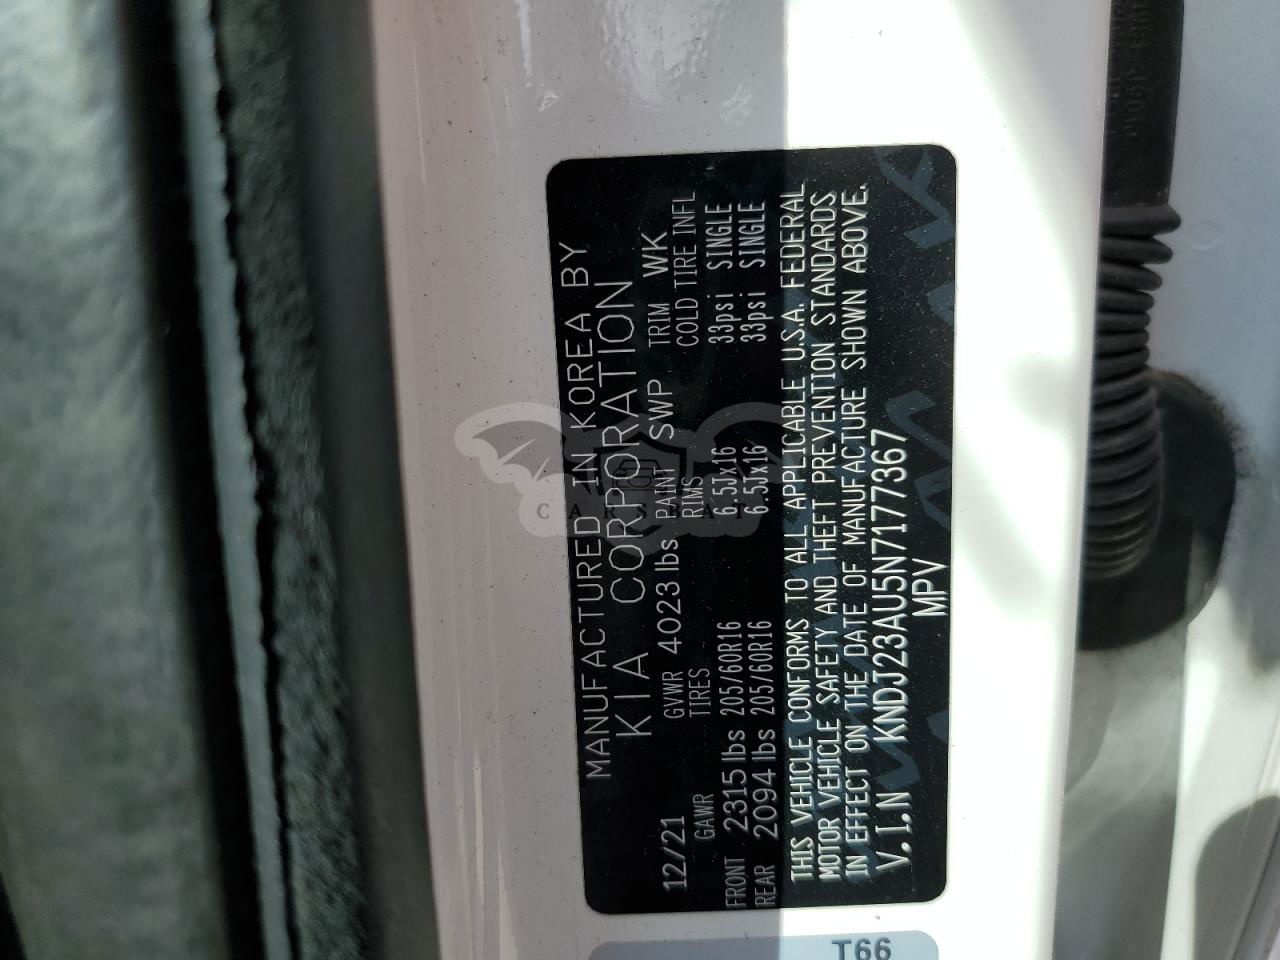 MANUFACTURED IN KOREA BY
KIA CORPORATION
12/21 GVWR 4023 lbs PAINT SWP TRIM WK
GAWR TIRES RIMS COLD TIRE INFL
FRONT 2315 lbs 205/60R16 6.5Jx16 33psi SINGLE
REAR 2094 lbs 205/60R16 6.5Jx16 33psi SINGLE
THIS VEHICLE CONFORMS TO ALL APPLICABLE U.S.A. FEDERAL
MOTOR VEHICLE SAFETY AND THEFT PREVENTION STANDARDS
IN EFFECT ON THE DATE OF MANUFACTURE SHOWN ABOVE.
V.I.N KNDJ23AU5N7177367
MPV
T66